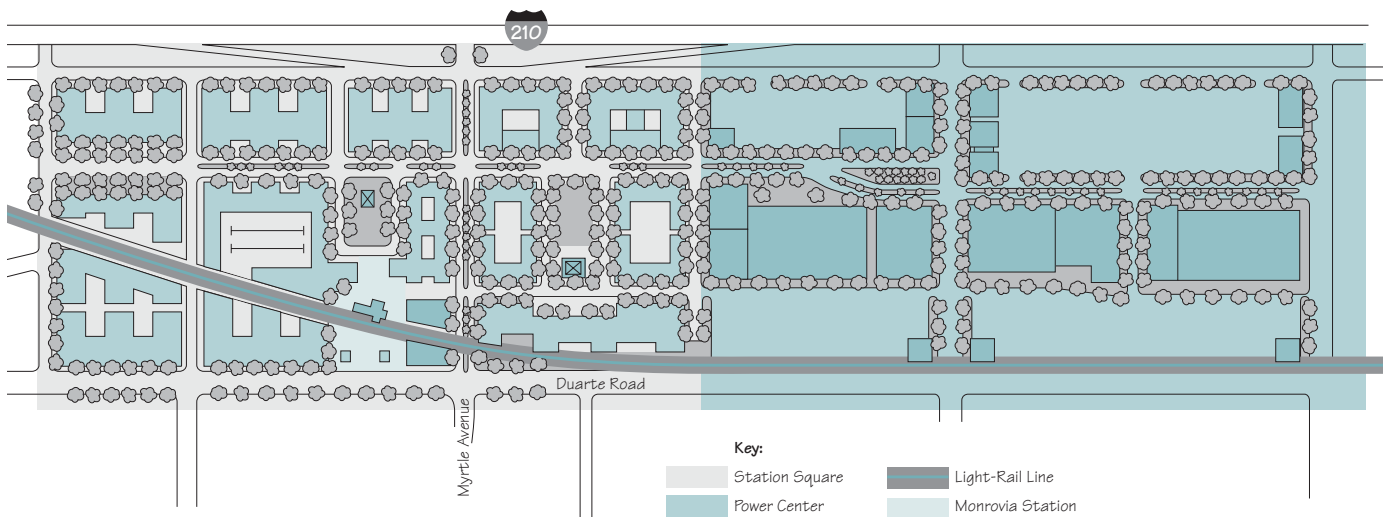 210
Duarte Road
Myrtle Avenue
Key:
Station Square
Light-Rail Line
Power Center
Monrovia Station